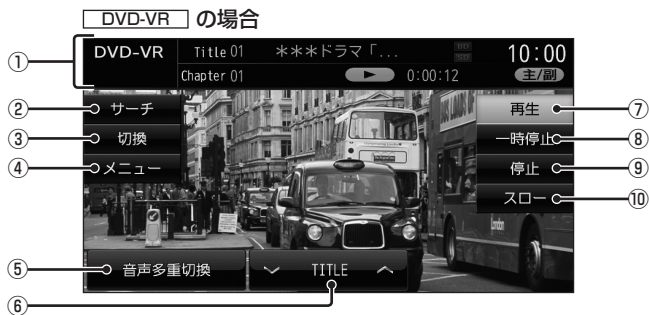 DVD-VR の場合
① DVD-VR Title 01 ***ドラマ「... 10:00
Chapter 01 ▶ 0:00:12 主/副
② サーチ
③ 切換
④ メニュー
⑤ 音声多重切換
⑥ TITLE
再生 ⑦
一時停止 ⑧
停止 ⑨
スロー ⑩
London